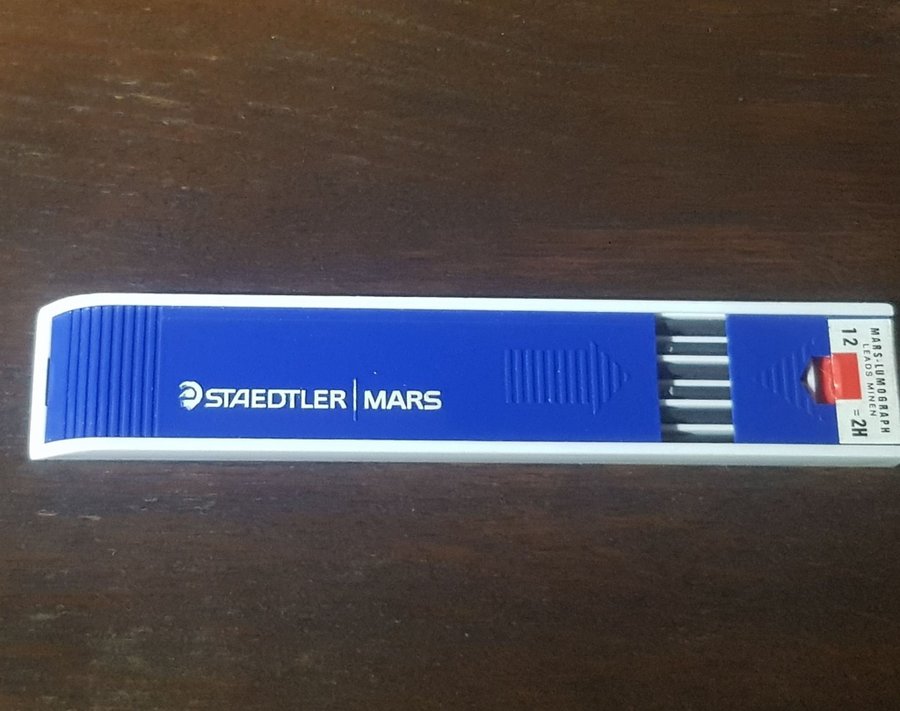 STAEDTLER | MARS
MARS-LUMOGRAPH
LEADS MINEN
12 = 2H